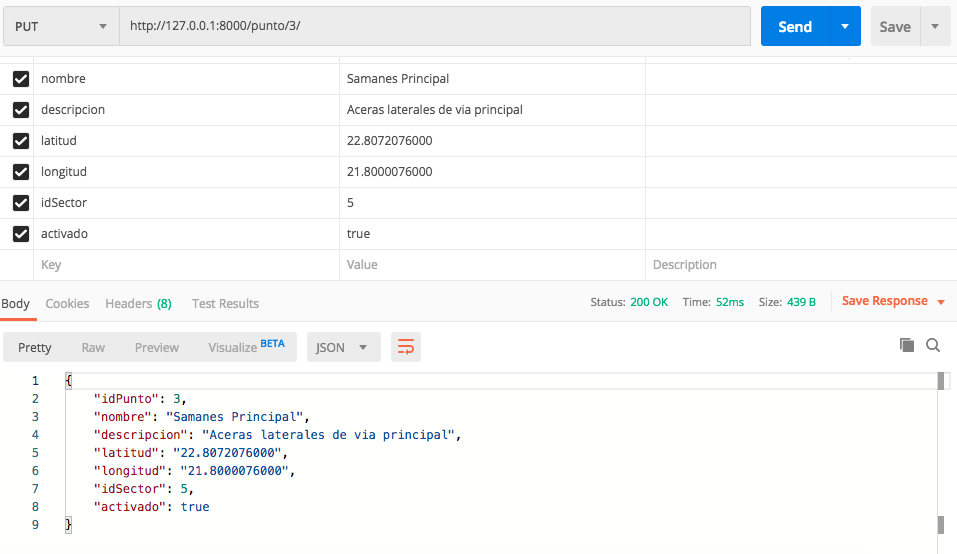 PUT http://127.0.0.1:8000/punto/3/ Send Save
nombre Samanes Principal
descripcion Aceras laterales de via principal
latitud 22.8072076000
longitud 21.8000076000
idSector 5
activado true
Key Value Description
Body Cookies Headers (8) Test Results Status: 200 OK Time: 52ms Size: 439 B Save Response
Pretty Raw Preview Visualize BETA JSON
1 {
2 "idPunto": 3,
3 "nombre": "Samanes Principal",
4 "descripcion": "Aceras laterales de via principal",
5 "latitud": "22.8072076000",
6 "longitud": "21.8000076000",
7 "idSector": 5,
8 "activado": true
9 }